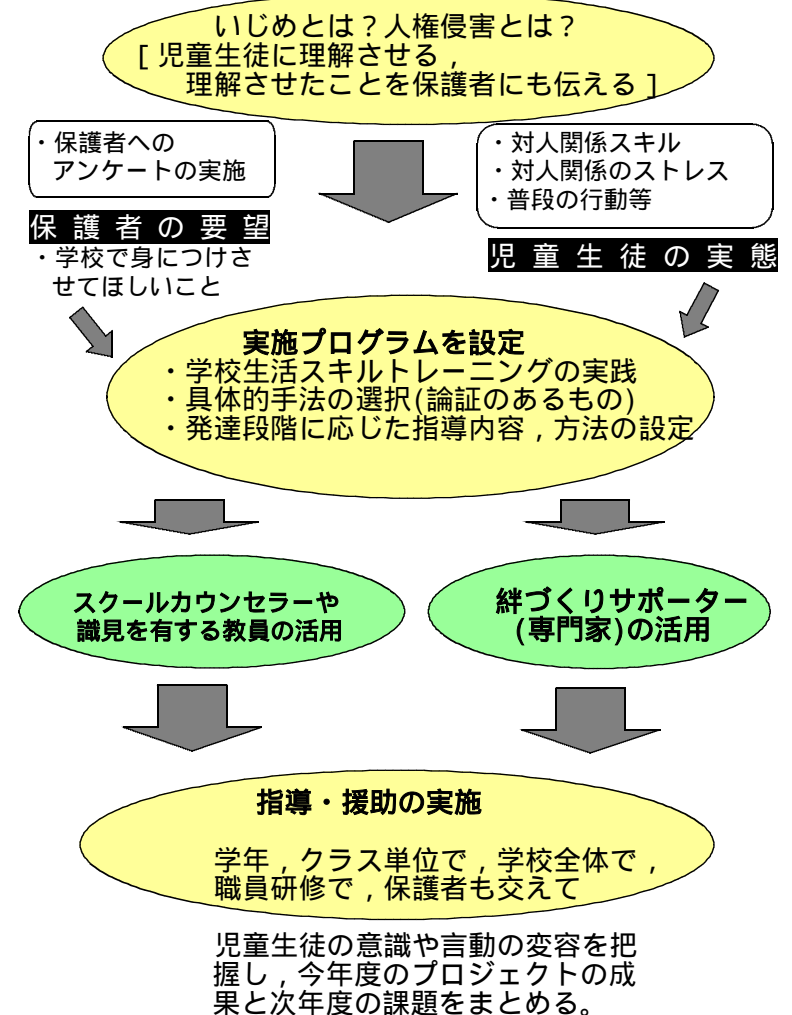 いじめとは？人権侵害とは？
[ 児童生徒に理解させる，
理解させたことを保護者にも伝える ]
・保護者への
アンケートの実施
保護者の要望
・学校で身につけさ
せてほしいこと
・対人関係スキル
・対人関係のストレス
・普段の行動等
児童生徒の実態
実施プログラムを設定
・学校生活スキルトレーニングの実践
・具体的手法の選択(論証のあるもの)
・発達段階に応じた指導内容，方法の設定
スクールカウンセラーや
識見を有する教員の活用
絆づくりサポーター
(専門家)の活用
指導・援助の実施
学年，クラス単位で，学校全体で，
職員研修で，保護者も交えて
児童生徒の意識や言動の変容を把
握し，今年度のプロジェクトの成
果と次年度の課題をまとめる。